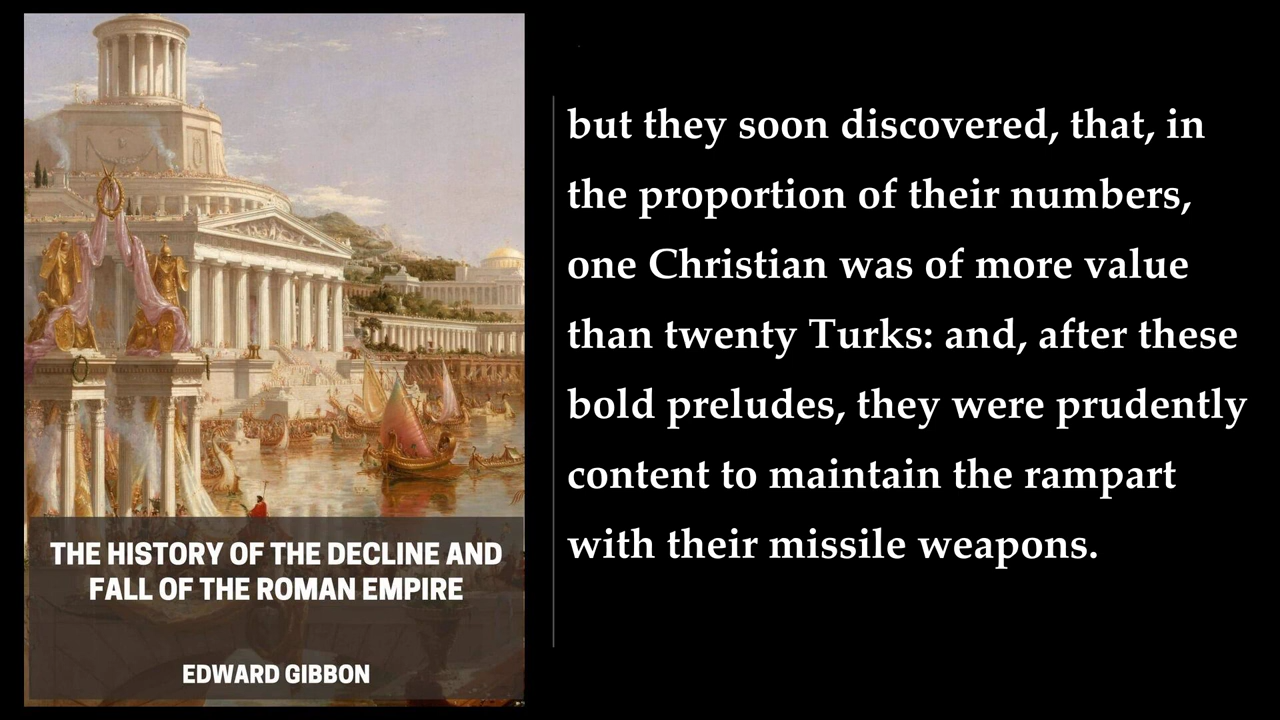 THE HISTORY OF THE DECLINE AND
FALL OF THE ROMAN EMPIRE
EDWARD GIBBON
but they soon discovered, that, in
the proportion of their numbers,
one Christian was of more value
than twenty Turks: and, after these
bold preludes, they were prudently
content to maintain the rampart
with their missile weapons.